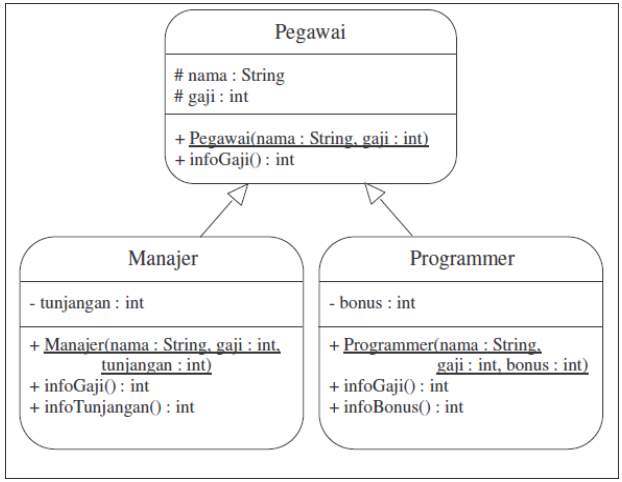 Pegawai
# nama : String
# gaji : int
+ Pegawai(nama : String, gaji : int)
+ infoGaji() : int
Manajer
- tunjangan : int
+ Manajer(nama : String, gaji : int,
tunjangan : int)
+ infoGaji() : int
+ infoTunjangan() : int
Programmer
- bonus : int
+ Programmer(nama : String,
gaji : int, bonus : int)
+ infoGaji() : int
+ infoBonus() : int